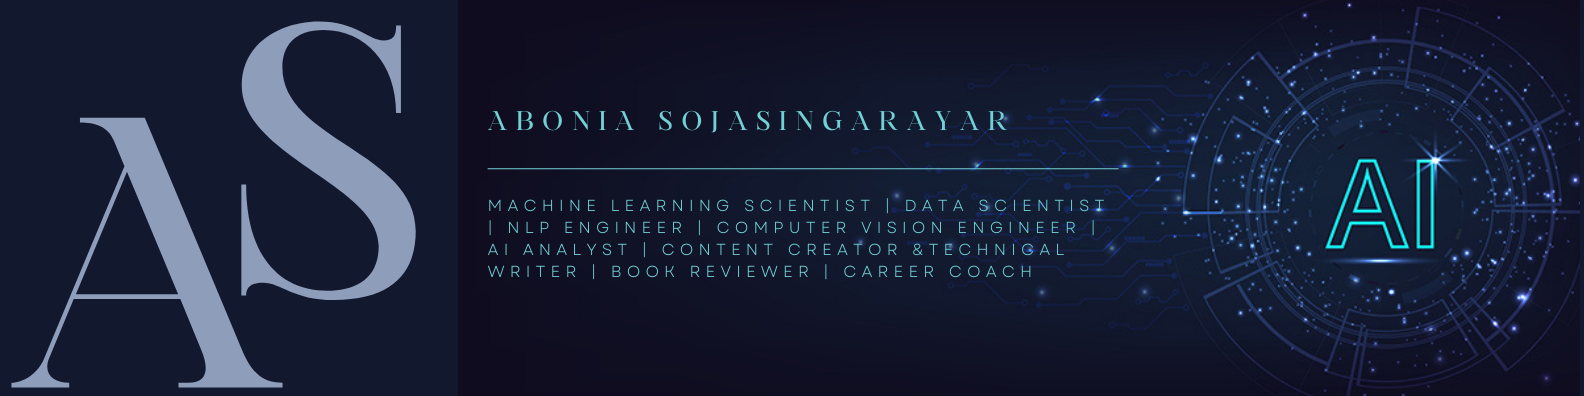 AS
ABONIA SOJASINGARAYAR
MACHINE LEARNING SCIENTIST | DATA SCIENTIST
| NLP ENGINEER | COMPUTER VISION ENGINEER |
AI ANALYST | CONTENT CREATOR &TECHNIGAL
WRITER | BOOK REVIEWER | CAREER COACH
AI